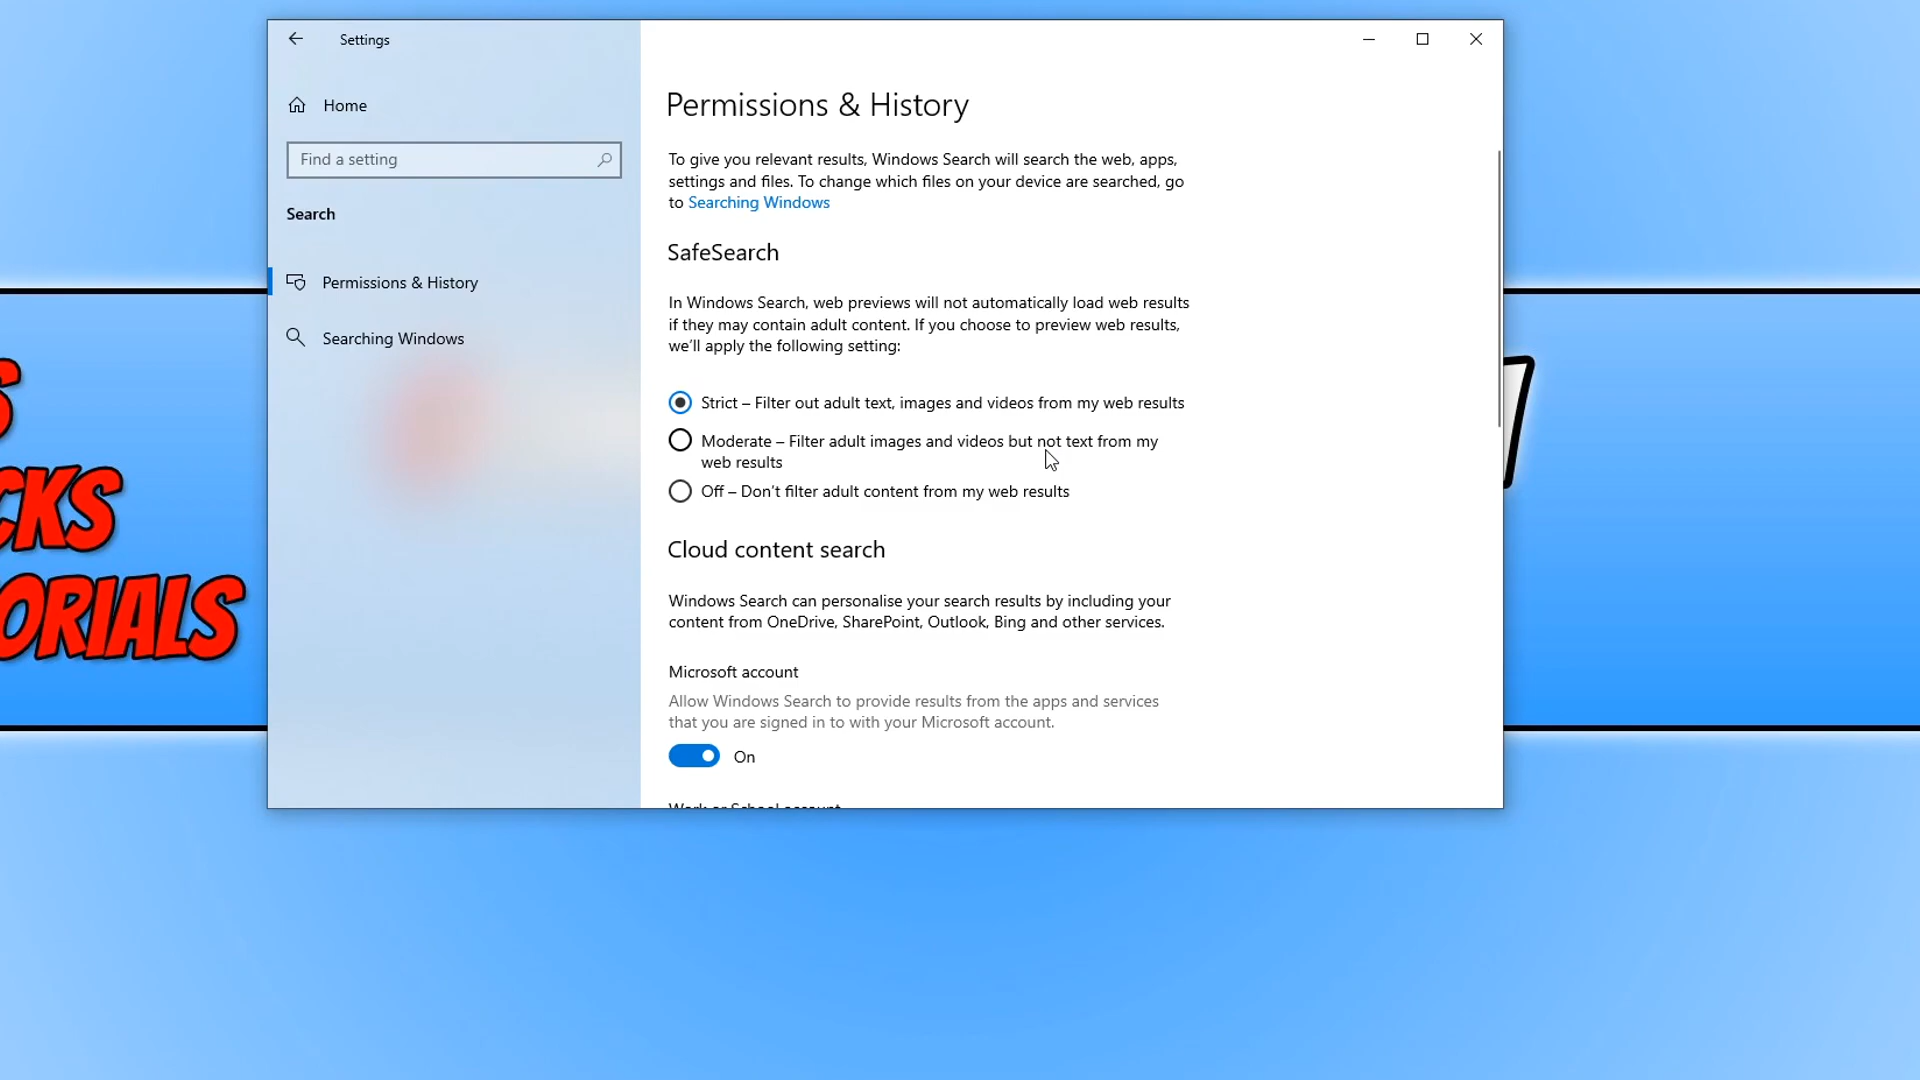 Settings
Home
Find a setting
Search
Permissions & History
Searching Windows
Permissions & History
To give you relevant results, Windows Search will search the web, apps,
settings and files. To change which files on your device are searched, go
to Searching Windows
SafeSearch
In Windows Search, web previews will not automatically load web results
if they may contain adult content. If you choose to preview web results,
we'll apply the following setting:
Strict – Filter out adult text, images and videos from my web results
Moderate – Filter adult images and videos but not text from my
web results
Off – Don't filter adult content from my web results
Cloud content search
Windows Search can personalise your search results by including your
content from OneDrive, SharePoint, Outlook, Bing and other services.
Microsoft account
Allow Windows Search to provide results from the apps and services
that you are signed in to with your Microsoft account.
On
Work or School account
S
CKS
ORIALS